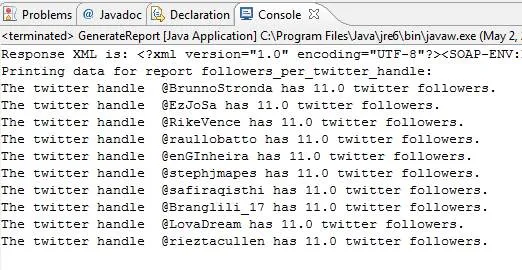 Problems @ Javadoc Declaration Console
<terminated> GenerateReport [Java Application] C:\Program Files\Java\jre6\bin\javaw.exe (May 2,
Response XML is: <?xml version="1.0" encoding="UTF-8"?><SOAP-ENV:
Printing data for report followers_per_twitter_handle:
The twitter handle  @BrunnoStronda has 11.0 twitter followers.
The twitter handle  @EzJoSa has 11.0 twitter followers.
The twitter handle  @RikeVence has 11.0 twitter followers.
The twitter handle  @raullobatto has 11.0 twitter followers.
The twitter handle  @enGInheira has 11.0 twitter followers.
The twitter handle  @stephjmapes has 11.0 twitter followers.
The twitter handle  @safiraqisthi has 11.0 twitter followers.
The twitter handle  @Branglili_17 has 11.0 twitter followers.
The twitter handle  @LovaDream has 11.0 twitter followers.
The twitter handle  @rieztacullen has 11.0 twitter followers.